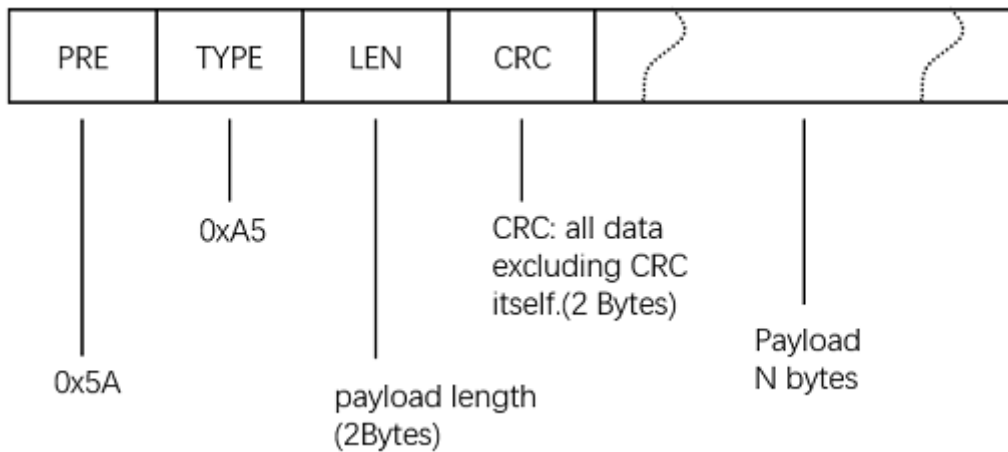 PRE TYPE LEN CRC
0xA5
CRC: all data
excluding CRC
itself.(2 Bytes)
0x5A
payload length
(2Bytes)
Payload
N bytes